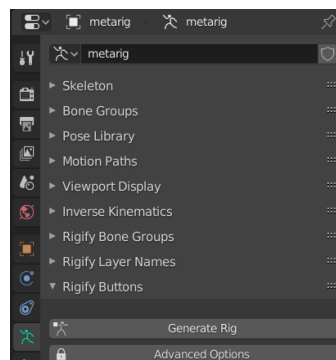 metarig metarig
metarig
Skeleton
Bone Groups
Pose Library
Motion Paths
Viewport Display
Inverse Kinematics
Rigify Bone Groups
Rigify Layer Names
Rigify Buttons
Generate Rig
Advanced Options